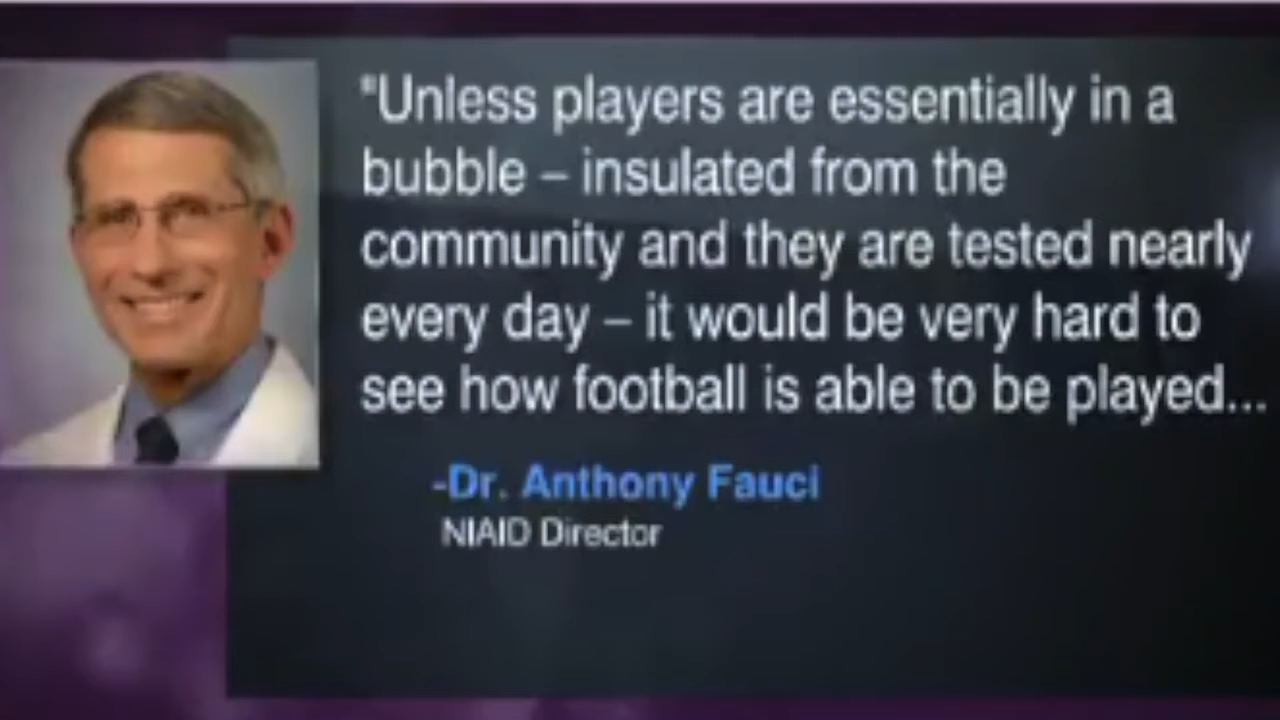 "Unless players are essentially in a
bubble – insulated from the
community and they are tested nearly
every day – it would be very hard to
see how football is able to be played...
-Dr. Anthony Fauci
NIAID Director